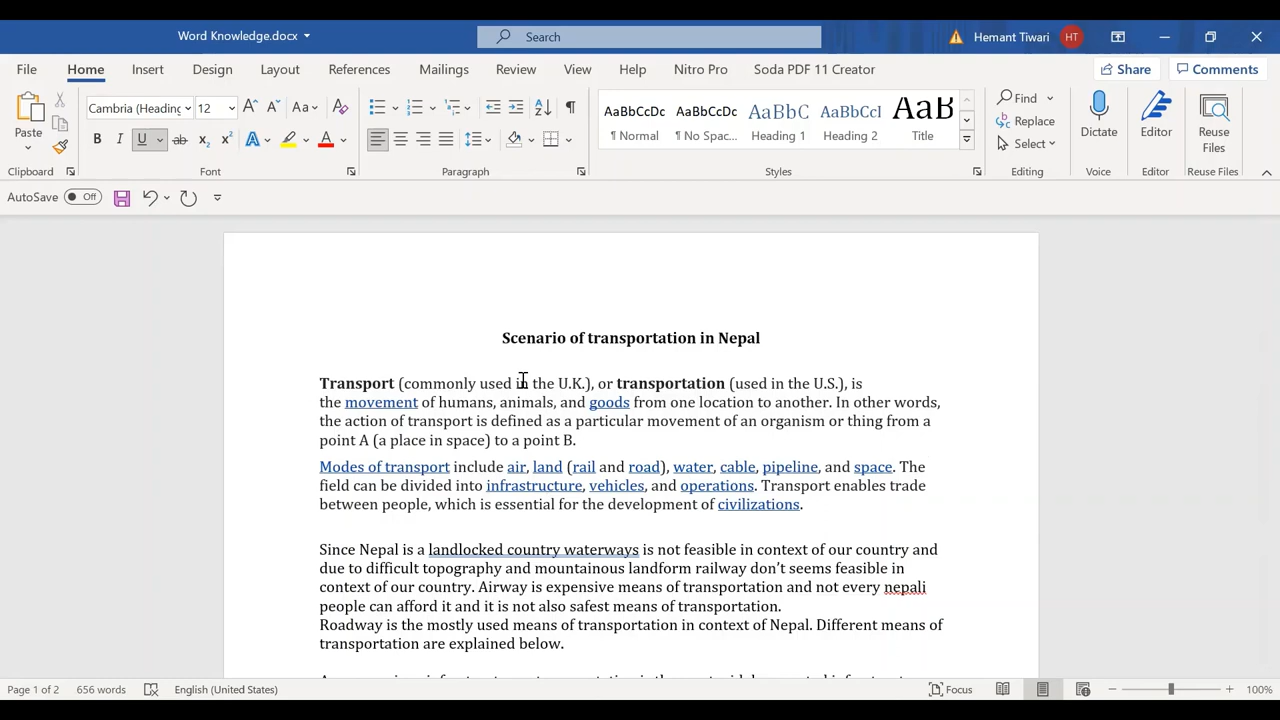 Word Knowledge.docx
Search
Hemant Tiwari
HT
File Home Insert Design Layout References Mailings Review View Help Nitro Pro Soda PDF 11 Creator Share Comments
Paste
Cambria (Heading
12
AaBbCcDc AaBbCcDc AaBbC AaBbCcI AaB
¶ Normal ¶ No Spac... Heading 1 Heading 2 Title
Find
Replace
Select
Dictate
Editor
Reuse Files
Clipboard Font Paragraph Styles Editing Voice Editor Reuse Files
AutoSave Off
Scenario of transportation in Nepal
Transport (commonly used in the U.K.), or transportation (used in the U.S.), is
the movement of humans, animals, and goods from one location to another. In other words,
the action of transport is defined as a particular movement of an organism or thing from a
point A (a place in space) to a point B.
Modes of transport include air, land (rail and road), water, cable, pipeline, and space. The
field can be divided into infrastructure, vehicles, and operations. Transport enables trade
between people, which is essential for the development of civilizations.
Since Nepal is a landlocked country waterways is not feasible in context of our country and
due to difficult topography and mountainous landform railway don't seems feasible in
context of our country. Airway is expensive means of transportation and not every nepali
people can afford it and it is not also safest means of transportation.
Roadway is the mostly used means of transportation in context of Nepal. Different means of
transportation are explained below.
Page 1 of 2 656 words English (United States) Focus 100%